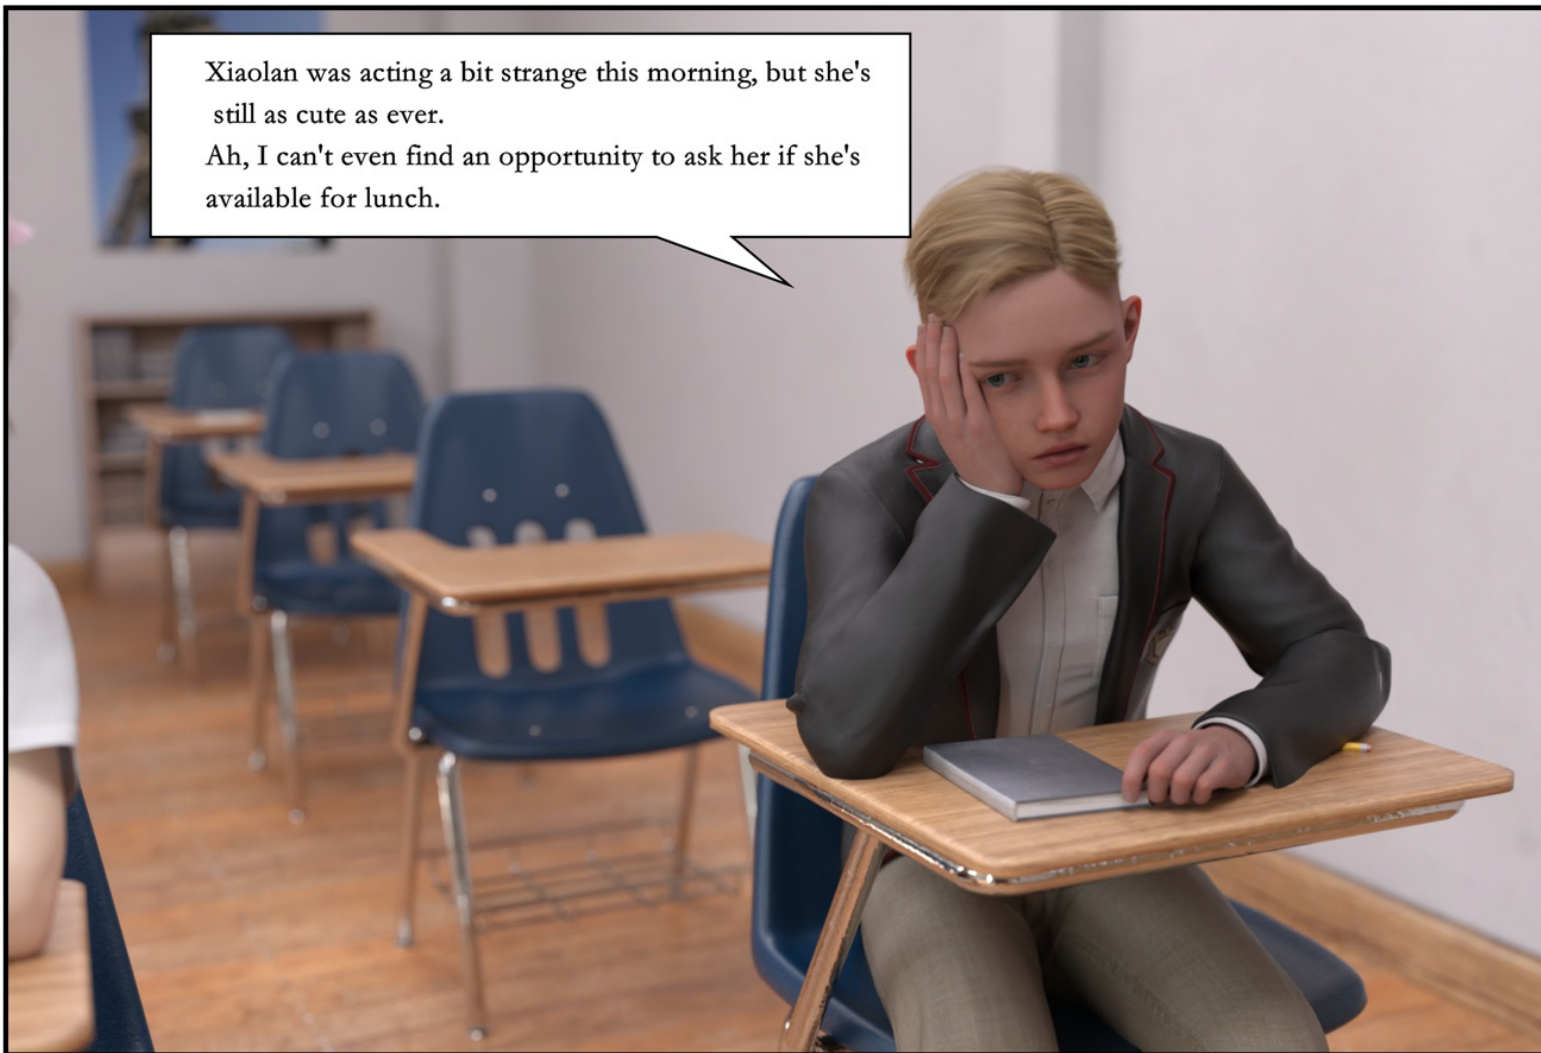 Xiaolan was acting a bit strange this morning, but she's
still as cute as ever.
Ah, I can't even find an opportunity to ask her if she's
available for lunch.